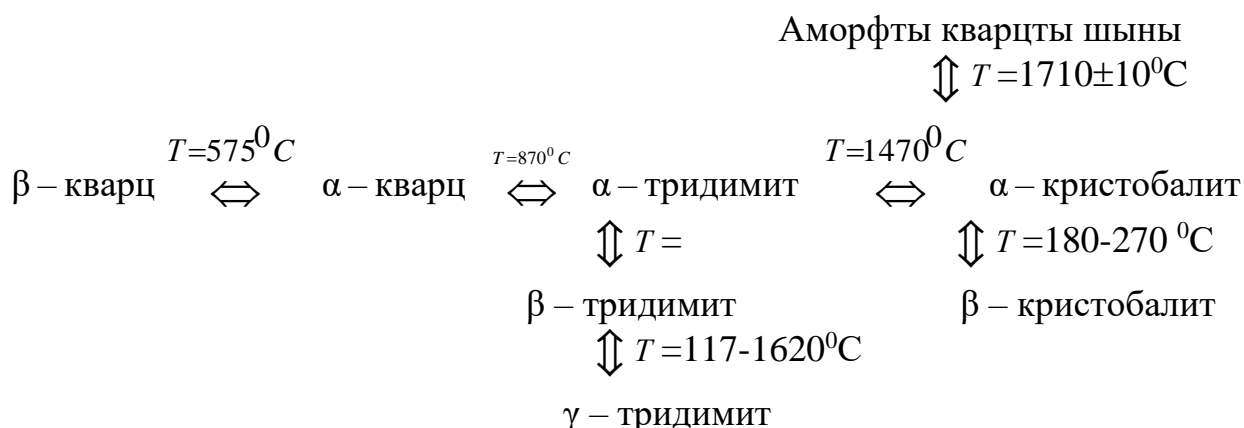 Аморфты кварцты шыны
⇕ T =1710±10⁰C
T=575⁰C T=870⁰C T=1470⁰C
β – кварц ⇔ α – кварц ⇔ α – тридимит ⇔ α – кристобалит
⇕ T = ⇕ T =180-270 ⁰C
β – тридимит β – кристобалит
⇕ T =117-1620⁰C
γ – тридимит